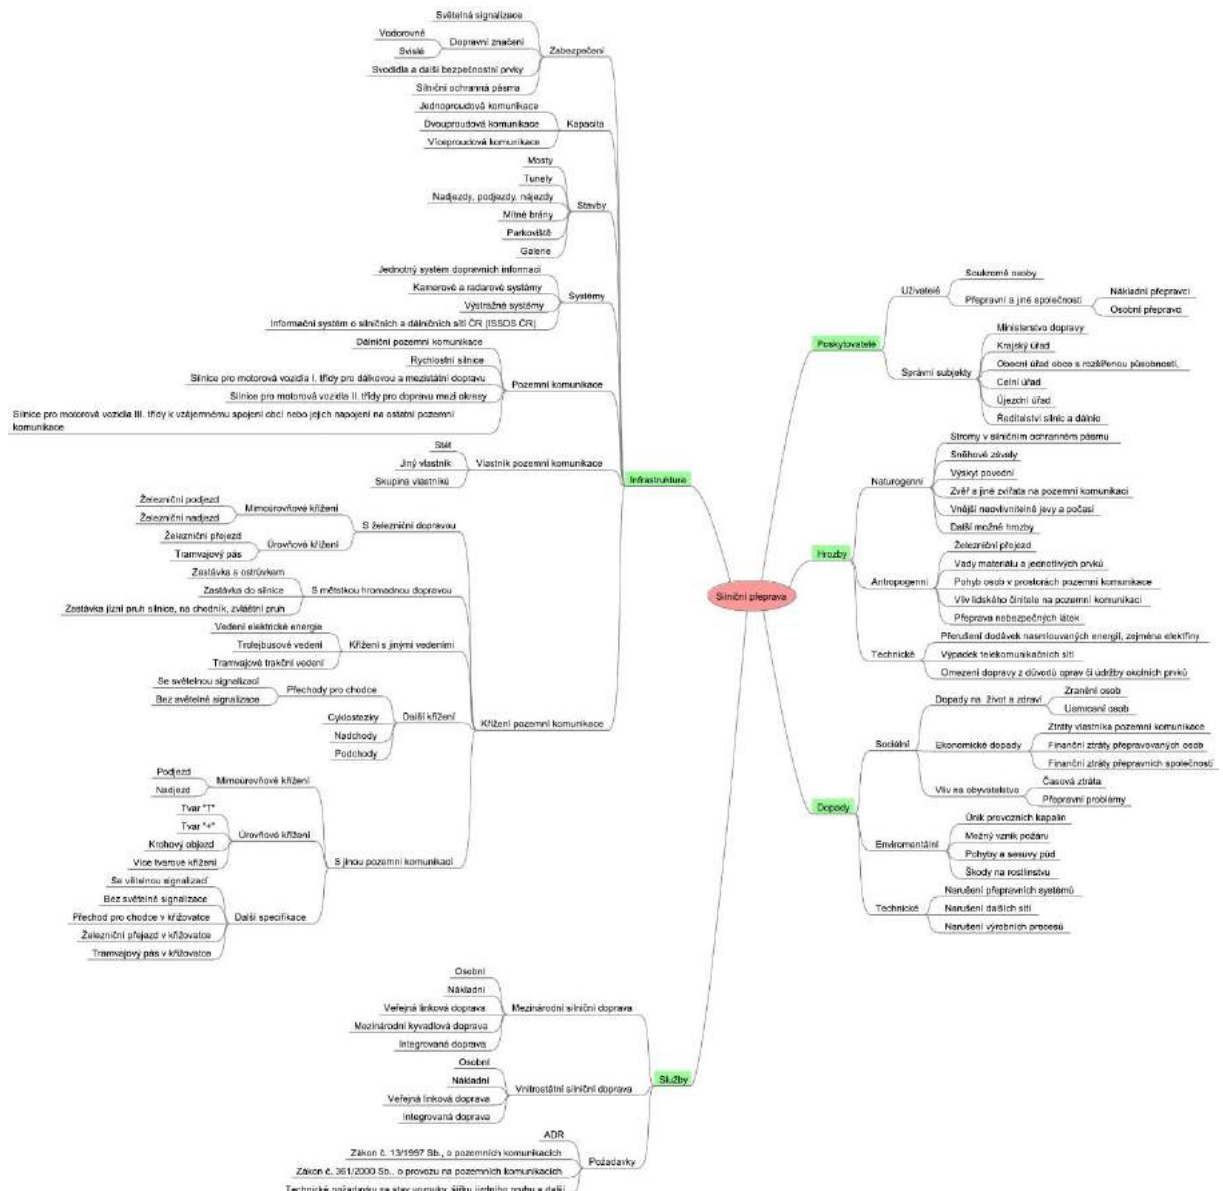 Světelná signalizace
Vodorovné
Svislé
Dopravní značení
Svodidla a další bezpečnostní prvky
Silniční ochranná pásma
Zabezpečení
Jednoproudová komunikace
Dvouproudová komunikace
Víceproudová komunikace
Kapacita
Mosty
Tunely
Nadjezdy, podjezdy, nájezdy
Mítné brány
Parkoviště
Galerie
Stavby
Jednotný systém dopravních informací
Kamerové a radarové systémy
Výstražné systémy
Informační systém o silničních a dálničních sítí ČR (ISSDS ČR)
Systémy
Dálniční pozemní komunikace
Rychlostní silnice
Silnice pro motorová vozidla I. třídy pro dálkovou a mezistátní dopravu
Silnice pro motorová vozidla II. třídy pro dopravu mezi okresy
Silnice pro motorová vozidla III. třídy k vzájemnému spojení obcí nebo jejich napojení na ostatní pozemní
komunikace
Pozemní komunikace
Stát
Jiný vlastník
Skupina vlastníků
Vlastník pozemní komunikace
Infrastruktura
Železniční podjezd
Železniční nadjezd
Mimoúrovňové křížení
Železniční přejezd
Tramvajový pás
Úrovňové křížení
S železniční dopravou
Zastávka s ostrůvkem
Zastávka do silnice
Zastávka jízní pruh silnice, na chodník, zvláštní pruh
S městkou hromadnou dopravou
Vedení elektrické energie
Trolejbusové vedení
Tramvajové trakční vedení
Křížení s jinými vedeními
Se světelnou signalizací
Bez světelné signalizace
Přechody pro chodce
Cyklostezky
Nadchody
Podchody
Další křížení
Křížení pozemní komunikace
Podjezd
Nadjezd
Mimoúrovňové křížení
Tvar "T"
Tvar "+"
Kruhový objezd
Více tvarové křížení
Úrovňové křížení
S jinou pozemní komunikací
Se větelnou signalizací
Bez světelné signalizace
Přechod pro chodce v křižovatce
Železniční přejezd v křižovatce
Tramvajový pás v křižovatce
Další specifikace
Silniční přeprava
Poskytovatelé
Uživatelé
Soukromé osoby
Přepravní a jiné společnosti
Nákladní přepravci
Osobní přepravci
Správní subjekty
Ministerstvo dopravy
Krajský úřad
Obecní úřad obce s rozšířenou působností,
Celní úřad
Újezdní úřad
Ředitelství silnic a dálnic
Hrozby
Naturogenní
Stromy v silničním ochranném pásmu
Sněhové závaly
Výskyt povodní
Zvěř a jiné zvířata na pozemní komunikaci
Vnější neovlivnitelné jevy a počasí
Další možné hrozby
Antropogenní
Železniční přejezd
Vady materiálu a jednotlivých prvků
Pohyb osob v prostorách pozemní komunikace
Vliv lidského činitele na pozemní komunikaci
Přeprava nebezpečných látek
Technické
Přerušení dodávek nasmlouvaných energií, zejména elektřiny
Výpadek telekomunikačních sítí
Omezení dopravy z důvodů oprav či údržby okolních prvků
Dopady
Sociální
Dopady na život a zdraví
Zranění osob
Usmrcení osob
Ekonomické dopady
Ztráty vlastníka pozemní komunikace
Finanční ztráty přepravovaných osob
Finanční ztráty přepravních společností
Vliv na obyvatelstvo
Časová ztráta
Přepravní problémy
Enviromentální
Únik provozních kapalin
Možný vznik požáru
Pohyby a sesuvy půd
Škody na rostlinstvu
Technické
Narušení přepravních systémů
Narušení dalších sítí
Narušení výrobních procesů
Služby
Osobní
Nákladní
Veřejná linková doprava
Mezinárodní kyvadlová doprava
Integrovaná doprava
Mezinárodní silniční doprava
Osobní
Nákladní
Veřejná linková doprava
Integrovaná doprava
Vnitrostátní silniční doprava
ADR
Zákon č. 13/1997 Sb., o pozemních komunikacích
Zákon č. 361/2000 Sb., o provozu na pozemních komunikacích
Technické požadavky na stav vozovky, šířku jízdního pruhu a další
Požadavky